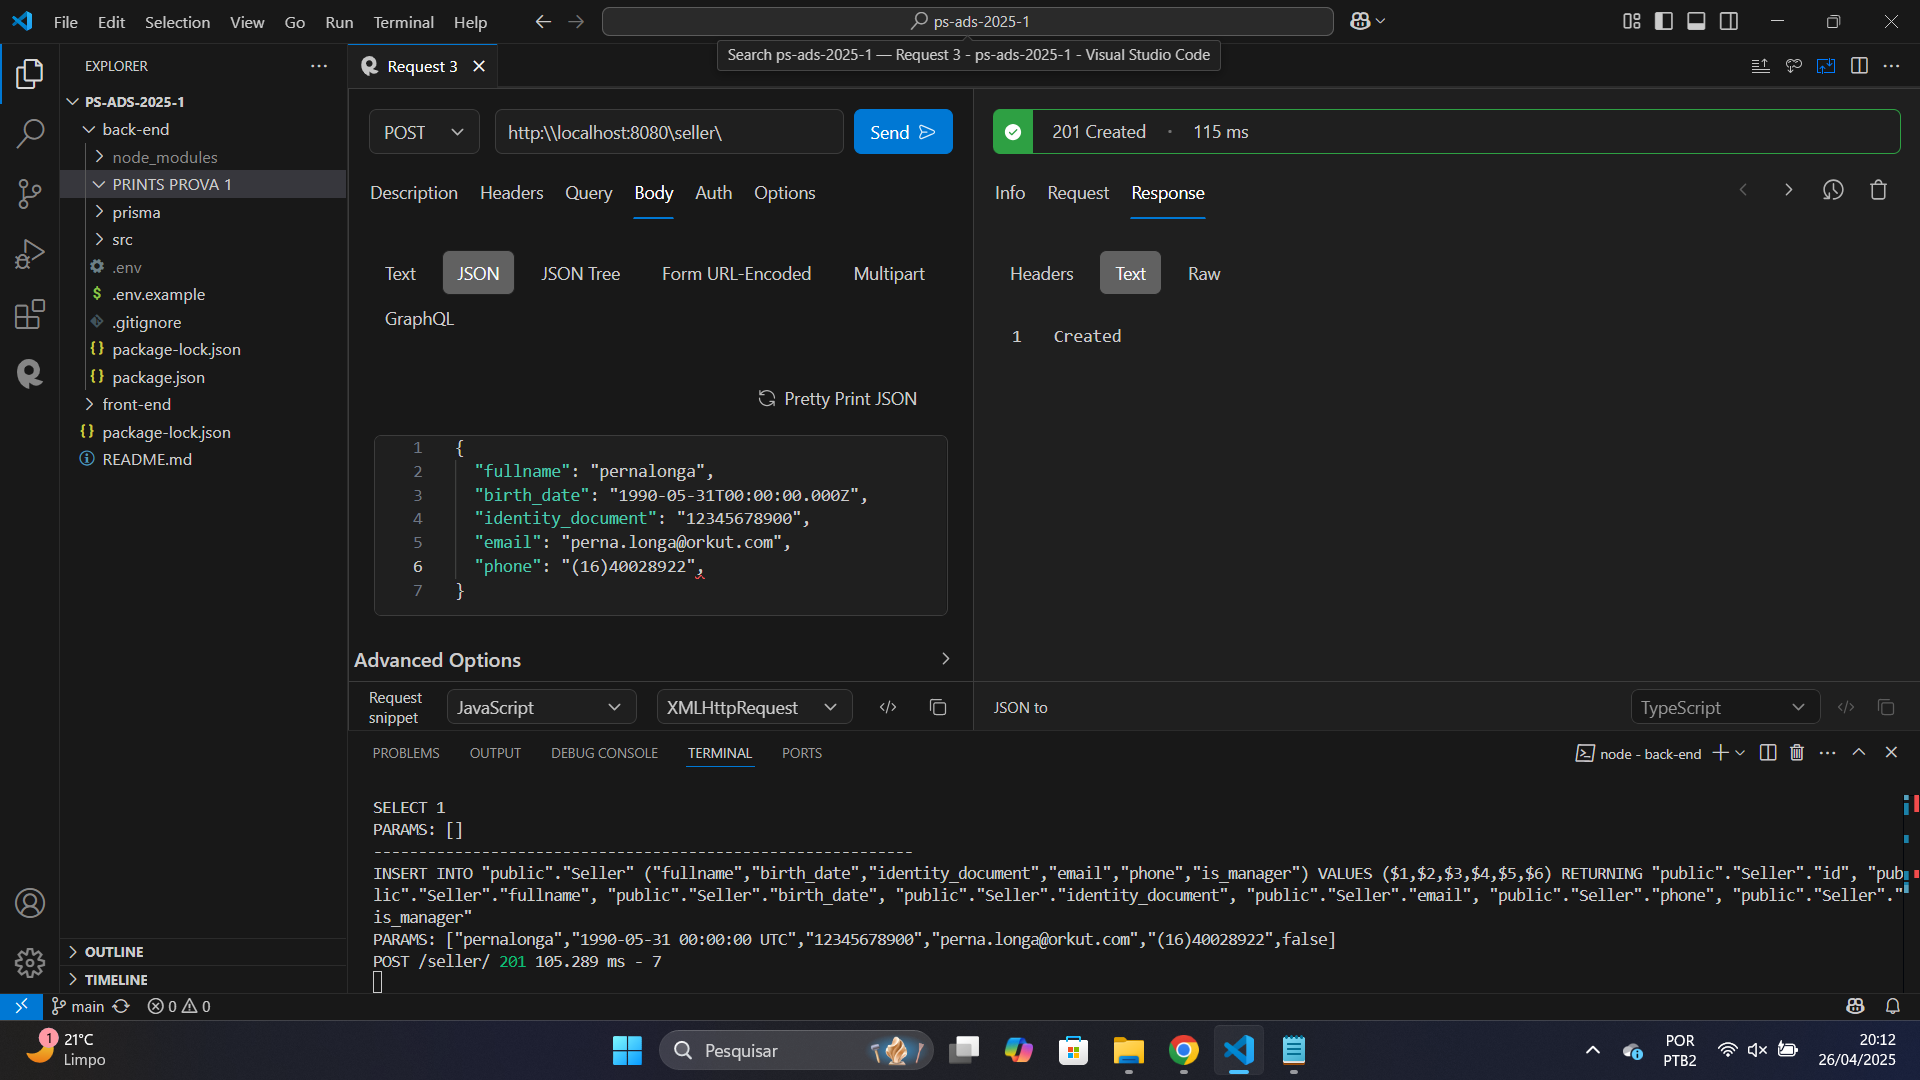 File Edit Selection View Go Run Terminal Help
ps-ads-2025-1
Search ps-ads-2025-1 — Request 3 - ps-ads-2025-1 - Visual Studio Code
EXPLORER
Request 3
PS-ADS-2025-1
back-end
node_modules
PRINTS PROVA 1
prisma
src
.env
.env.example
.gitignore
package-lock.json
package.json
front-end
package-lock.json
README.md
OUTLINE
TIMELINE
POST
http:\\localhost:8080\seller\
Send
Description Headers Query Body Auth Options
Text JSON JSON Tree Form URL-Encoded Multipart
GraphQL
Pretty Print JSON
1 {
2 "fullname": "pernalonga",
3 "birth_date": "1990-05-31T00:00:00.000Z",
4 "identity_document": "12345678900",
5 "email": "perna.longa@orkut.com",
6 "phone": "(16)40028922",
7 }
Advanced Options
Request snippet
JavaScript
XMLHttpRequest
201 Created · 115 ms
Info Request Response
Headers Text Raw
1 Created
JSON to
TypeScript
PROBLEMS OUTPUT DEBUG CONSOLE TERMINAL PORTS
node - back-end
SELECT 1
PARAMS: []
------------------------------------------------------------
INSERT INTO "public"."Seller" ("fullname","birth_date","identity_document","email","phone","is_manager") VALUES ($1,$2,$3,$4,$5,$6) RETURNING "public"."Seller"."id", "pub
lic"."Seller"."fullname", "public"."Seller"."birth_date", "public"."Seller"."identity_document", "public"."Seller"."email", "public"."Seller"."phone", "public"."Seller"."
is_manager"
PARAMS: ["pernalonga","1990-05-31 00:00:00 UTC","12345678900","perna.longa@orkut.com","(16)40028922",false]
POST /seller/ 201 105.289 ms - 7
main
0 0
1
21°C
Limpo
Pesquisar
POR
PTB2
20:12
26/04/2025